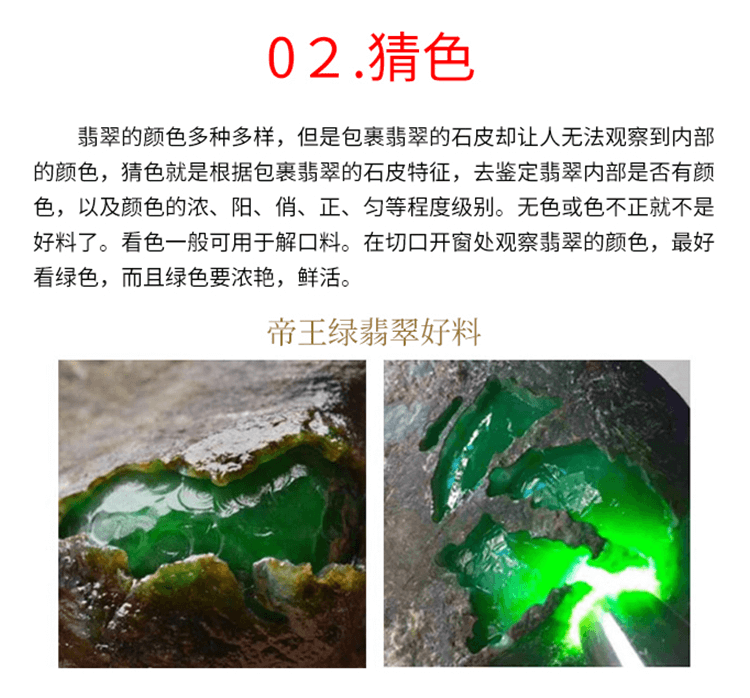 02.猜色
翡翠的颜色多种多样，但是包裹翡翠的石皮却让人无法观察到内部
的颜色，猜色就是根据包裹翡翠的石皮特征，去鉴定翡翠内部是否有颜
色，以及颜色的浓、阳、俏、正、匀等程度级别。无色或色不正就不是
好料了。看色一般可用于解口料。在切口开窗处观察翡翠的颜色，最好
看绿色，而且绿色要浓艳，鲜活。
帝王绿翡翠好料